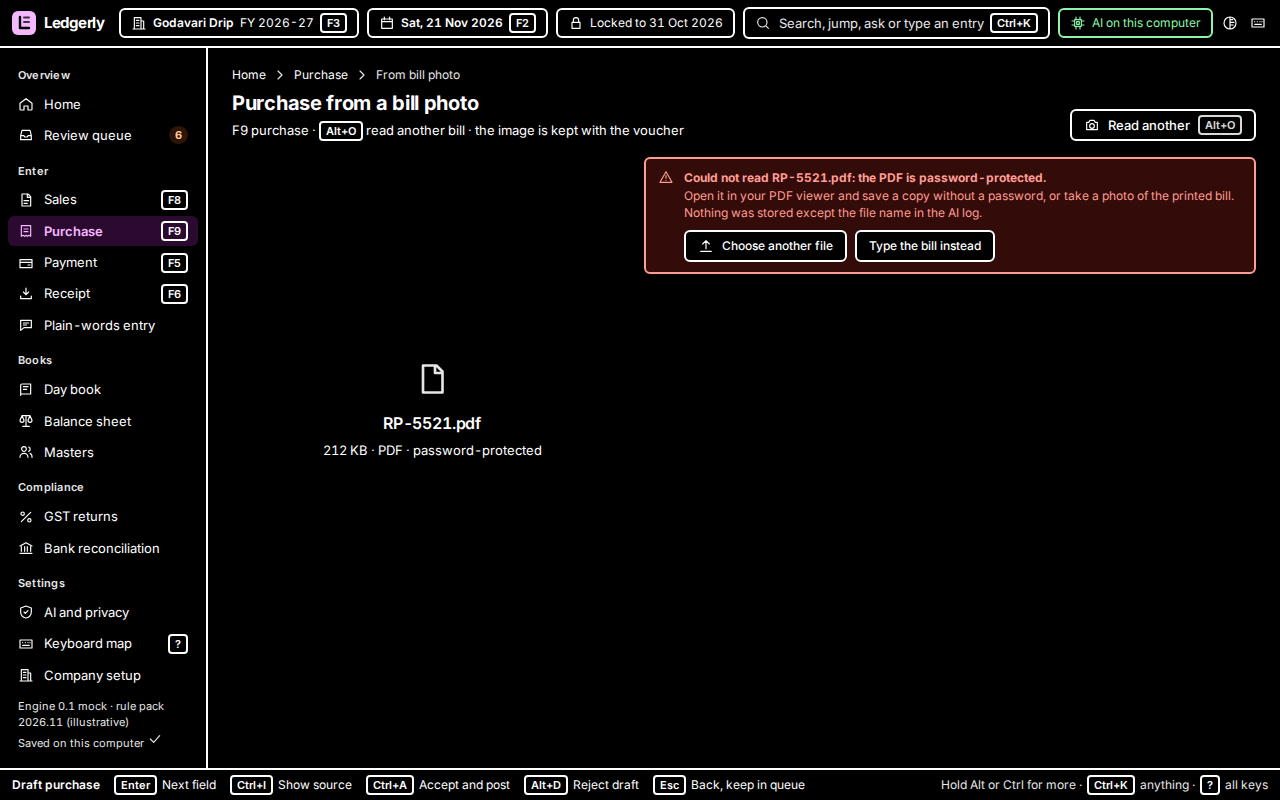 Ledgerly
Godavari Drip FY 2026-27 F3
Sat, 21 Nov 2026 F2
Locked to 31 Oct 2026
Search, jump, ask or type an entry Ctrl+K
AI on this computer
Overview
Home
Review queue 6
Enter
Sales F8
Purchase F9
Payment F5
Receipt F6
Plain-words entry
Books
Day book
Balance sheet
Masters
Compliance
GST returns
Bank reconciliation
Settings
AI and privacy
Keyboard map ?
Company setup
Engine 0.1 mock · rule pack
2026.11 (illustrative)
Saved on this computer
Home > Purchase > From bill photo
Purchase from a bill photo
F9 purchase · Alt+O read another bill · the image is kept with the voucher
Read another Alt+O
Could not read RP-5521.pdf: the PDF is password-protected.
Open it in your PDF viewer and save a copy without a password, or take a photo of the printed bill.
Nothing was stored except the file name in the AI log.
Choose another file
Type the bill instead
RP-5521.pdf
212 KB · PDF · password-protected
Draft purchase Enter Next field Ctrl+I Show source Ctrl+A Accept and post Alt+D Reject draft Esc Back, keep in queue
Hold Alt or Ctrl for more · Ctrl+K anything · ? all keys